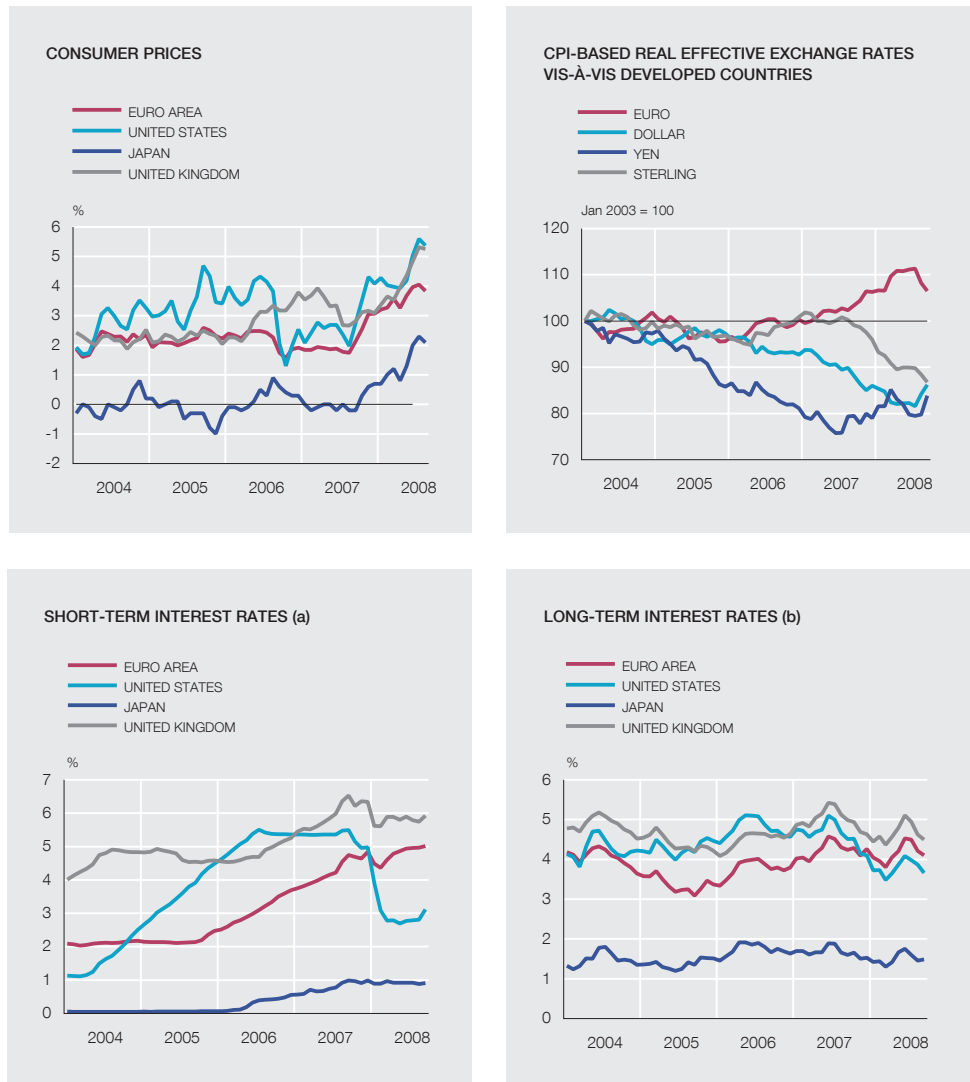 CONSUMER PRICES
EURO AREA
UNITED STATES
JAPAN
UNITED KINGDOM
%
6
5
4
3
2
1
0
-1
-2
2004 2005 2006 2007 2008
CPI-BASED REAL EFFECTIVE EXCHANGE RATES
VIS-À-VIS DEVELOPED COUNTRIES
EURO
DOLLAR
YEN
STERLING
Jan 2003 = 100
120
110
100
90
80
70
2004 2005 2006 2007 2008
SHORT-TERM INTEREST RATES (a)
EURO AREA
UNITED STATES
JAPAN
UNITED KINGDOM
%
7
6
5
4
3
2
1
0
2004 2005 2006 2007 2008
LONG-TERM INTEREST RATES (b)
EURO AREA
UNITED STATES
JAPAN
UNITED KINGDOM
%
6
5
4
3
2
1
0
2004 2005 2006 2007 2008